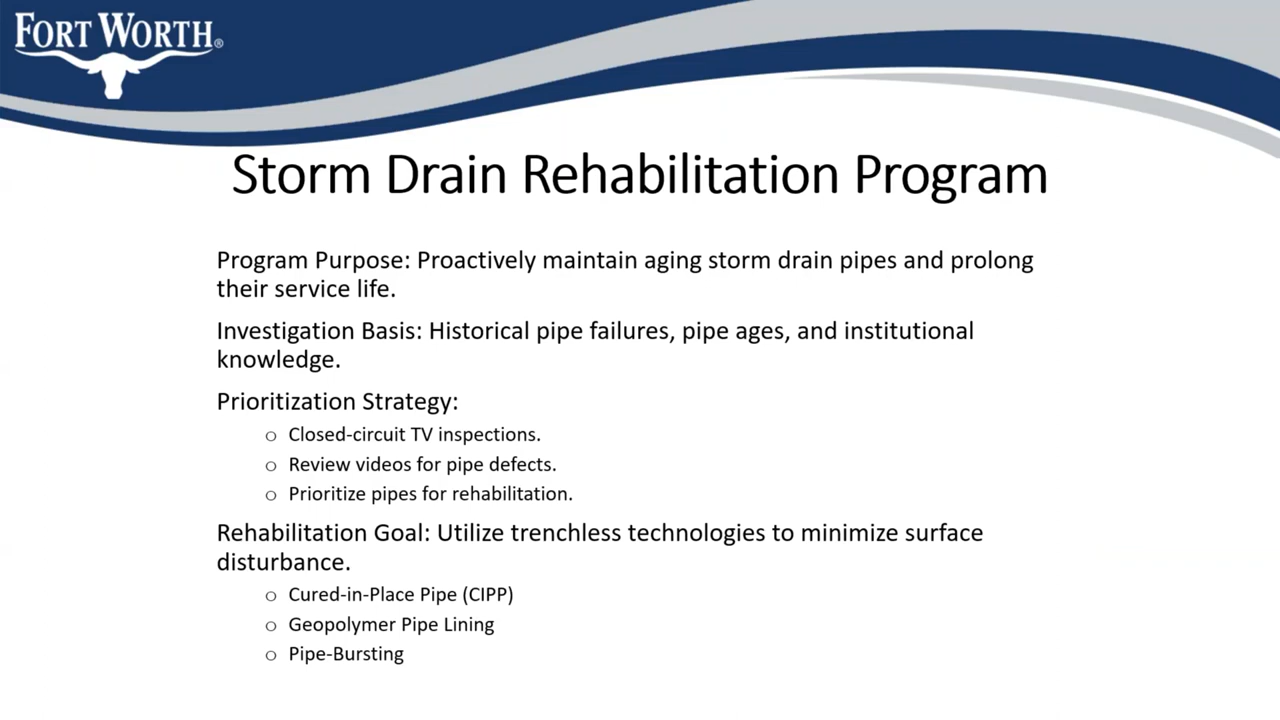 FORT WORTH®
Storm Drain Rehabilitation Program
Program Purpose: Proactively maintain aging storm drain pipes and prolong
their service life.
Investigation Basis: Historical pipe failures, pipe ages, and institutional
knowledge.
Prioritization Strategy:
○ Closed-circuit TV inspections.
○ Review videos for pipe defects.
○ Prioritize pipes for rehabilitation.
Rehabilitation Goal: Utilize trenchless technologies to minimize surface
disturbance.
○ Cured-in-Place Pipe (CIPP)
○ Geopolymer Pipe Lining
○ Pipe-Bursting